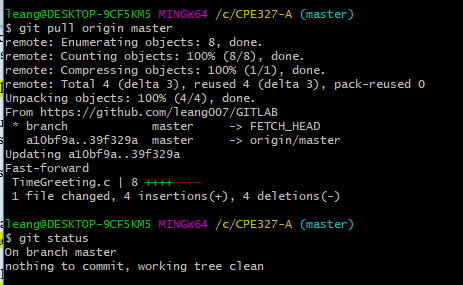 leang@DESKTOP-9CF5KM5 MINGW64 /c/CPE327-A (master)
$ git pull origin master
remote: Enumerating objects: 8, done.
remote: Counting objects: 100% (8/8), done.
remote: Compressing objects: 100% (1/1), done.
remote: Total 4 (delta 3), reused 4 (delta 3), pack-reused 0
Unpacking objects: 100% (4/4), done.
From https://github.com/leang007/GITLAB
 * branch            master     -> FETCH_HEAD
   a10bf9a..39f329a  master     -> origin/master
Updating a10bf9a..39f329a
Fast-forward
 TimeGreeting.c | 8 ++++----
 1 file changed, 4 insertions(+), 4 deletions(-)
leang@DESKTOP-9CF5KM5 MINGW64 /c/CPE327-A (master)
$ git status
On branch master
nothing to commit, working tree clean